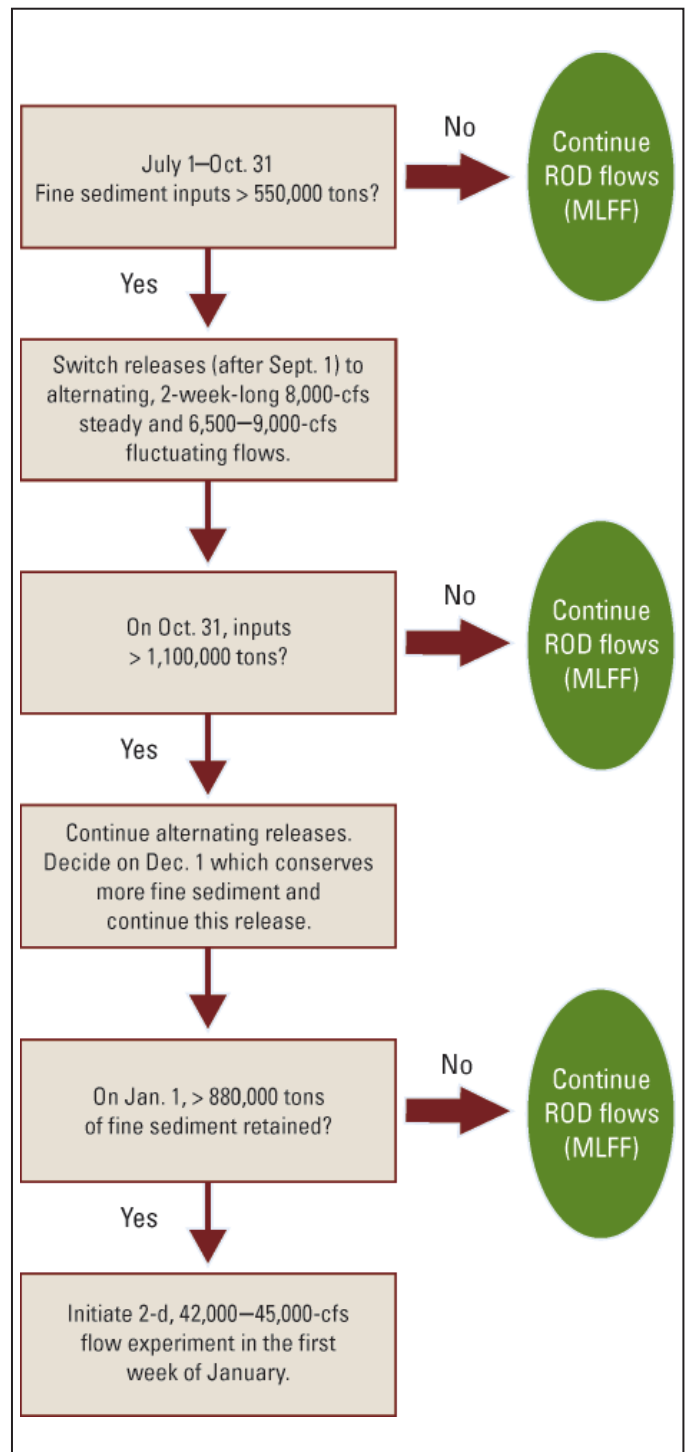 July 1–Oct. 31
Fine sediment inputs > 550,000 tons?
No
Continue
ROD flows
(MLFF)
Yes
Switch releases (after Sept. 1) to
alternating, 2-week-long 8,000-cfs
steady and 6,500–9,000-cfs
fluctuating flows.
On Oct. 31, inputs
> 1,100,000 tons?
No
Continue
ROD flows
(MLFF)
Yes
Continue alternating releases.
Decide on Dec. 1 which conserves
more fine sediment and
continue this release.
On Jan. 1, > 880,000 tons
of fine sediment retained?
No
Continue
ROD flows
(MLFF)
Yes
Initiate 2-d, 42,000–45,000-cfs
flow experiment in the first
week of January.